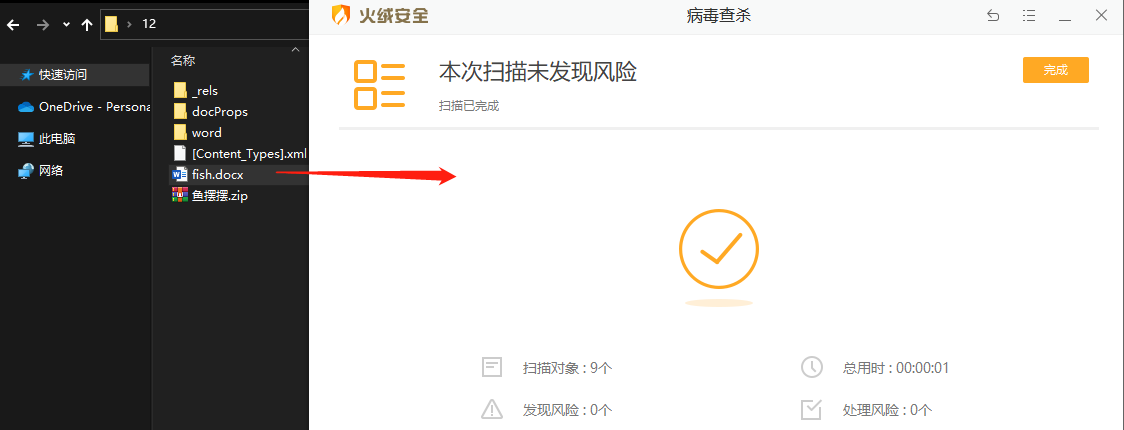 12
名称
快速访问
OneDrive - Persona
此电脑
网络
_rels
docProps
word
[Content_Types].xml
fish.docx
鱼摆摆.zip
火绒安全
病毒查杀
本次扫描未发现风险
完成
扫描已完成
扫描对象 : 9个
总用时 : 00:00:01
发现风险 : 0个
处理风险 : 0个